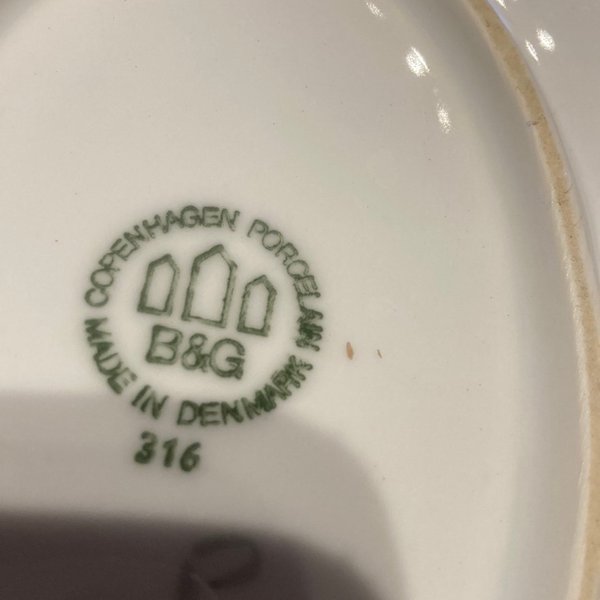 COPENHAGEN PORCELAIN
B&G
MADE IN DENMARK
316